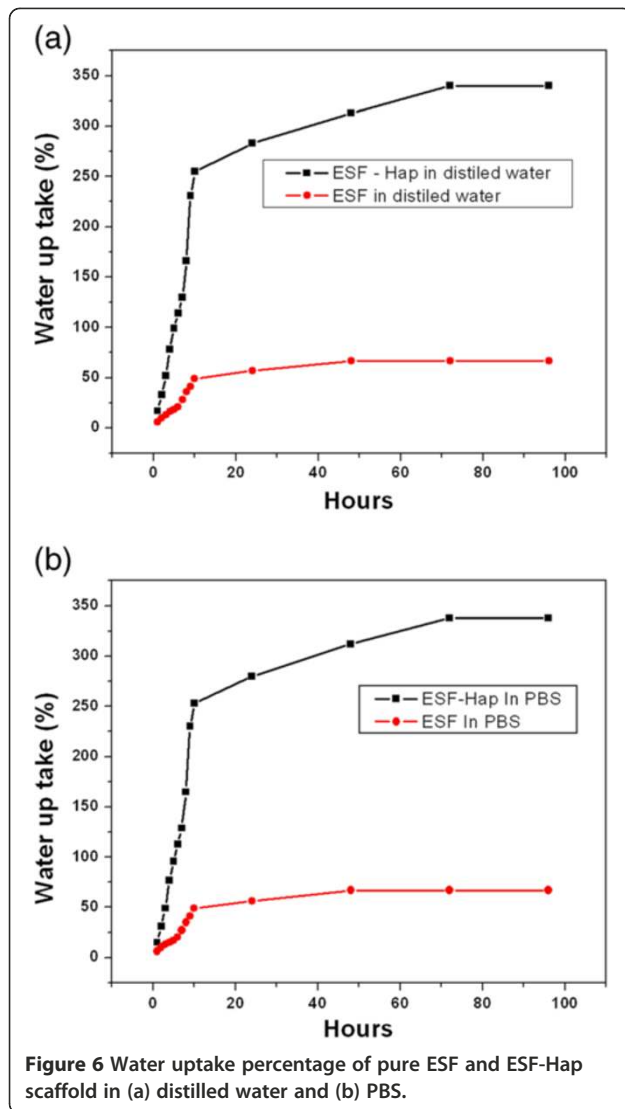 (a)
350
300
250
200
150
100
50
0
Water up take (%)
ESF - Hap in distiled water
ESF in distiled water
0 20 40 60 80 100
Hours
(b)
350
300
250
200
150
100
50
0
Water up take (%)
ESF-Hap In PBS
ESF In PBS
0 20 40 60 80 100
Hours
Figure 6 Water uptake percentage of pure ESF and ESF-Hap
scaffold in (a) distilled water and (b) PBS.